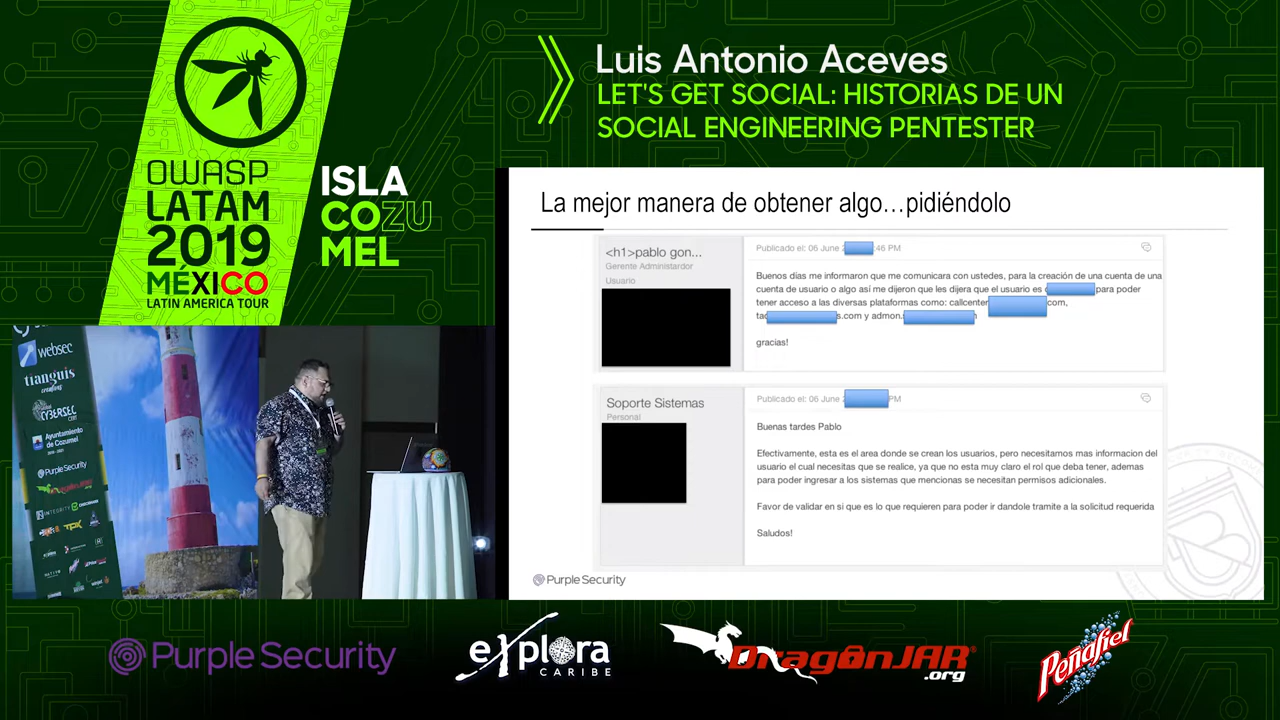 OWASP
LATAM
2019
MÉXICO
LATIN AMERICA TOUR
ISLA
COZU
MEL
Luis Antonio Aceves
LET'S GET SOCIAL: HISTORIAS DE UN
SOCIAL ENGINEERING PENTESTER
La mejor manera de obtener algo...pidiéndolo
<h1>pablo gon...
Gerente Administardor
Usuario
Publicado el: 06 June :46 PM
Buenos días me informaron que me comunicara con ustedes, para la creación de una cuenta de una
cuenta de usuario o algo así me dijeron que les dijera que el usuario es para poder
tener acceso a las diversas plataformas como: callcenter com,
tac s.com y admon.
gracias!
Soporte Sistemas
Personal
Publicado el: 06 June PM
Buenas tardes Pablo
Efectivamente, esta es el area donde se crean los usuarios, pero necesitamos mas informacion del
usuario el cual necesitas que se realice, ya que no esta muy claro el rol que deba tener, ademas
para poder ingresar a los sistemas que mencionas se necesitan permisos adicionales.
Favor de validar en si que es lo que requieren para poder ir dandole tramite a la solicitud requerida
Saludos!
Purple Security
websec
tianguis
creativo
CYBERSEC
Ayuntamiento
de Cozumel
Purple Security
INTEGRITY
Purple Security
explora
CARIBE
DragonJAR
.org
Peñafiel